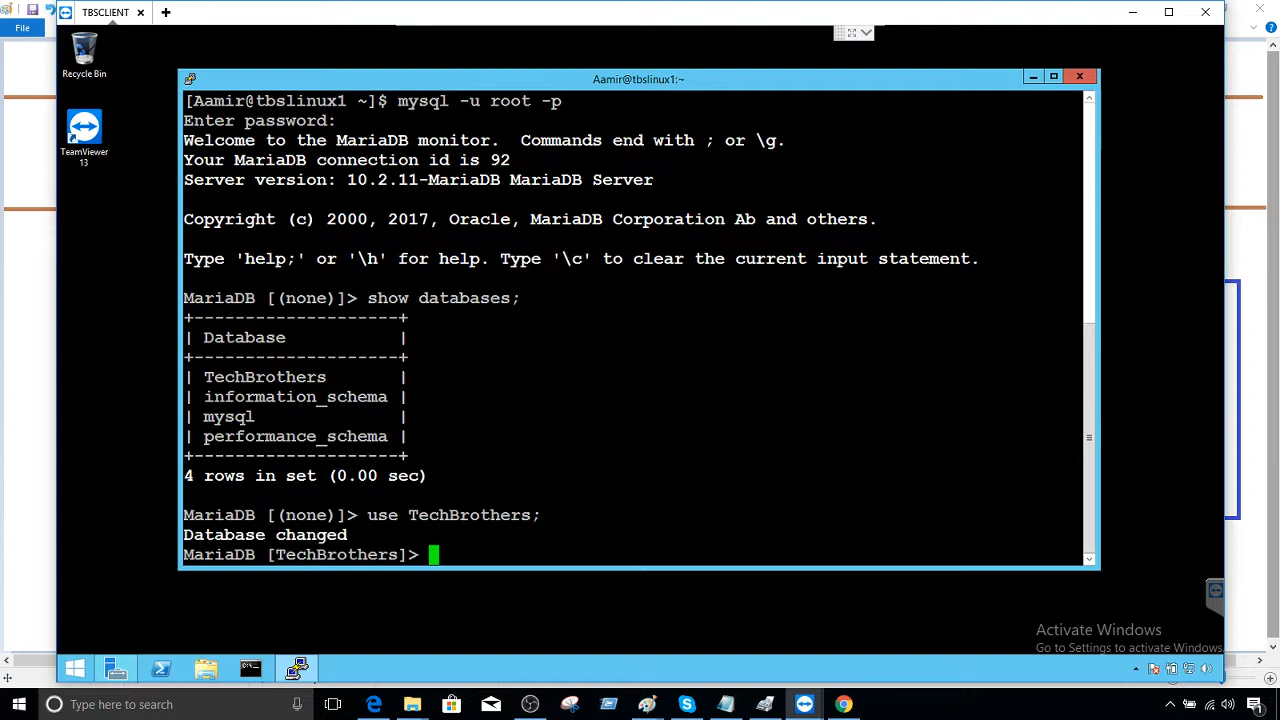 TBSCLIENT
File
Recycle Bin
TeamViewer
13
Aamir@tbslinux1:~
[Aamir@tbslinux1 ~]$ mysql -u root -p
Enter password:
Welcome to the MariaDB monitor.  Commands end with ; or \g.
Your MariaDB connection id is 92
Server version: 10.2.11-MariaDB MariaDB Server
Copyright (c) 2000, 2017, Oracle, MariaDB Corporation Ab and others.
Type 'help;' or '\h' for help. Type '\c' to clear the current input statement.
MariaDB [(none)]> show databases;
+--------------------+
| Database           |
+--------------------+
| TechBrothers       |
| information_schema |
| mysql              |
| performance_schema |
+--------------------+
4 rows in set (0.00 sec)
MariaDB [(none)]> use TechBrothers;
Database changed
MariaDB [TechBrothers]>
Activate Windows
Go to Settings to activate Windows.
Type here to search